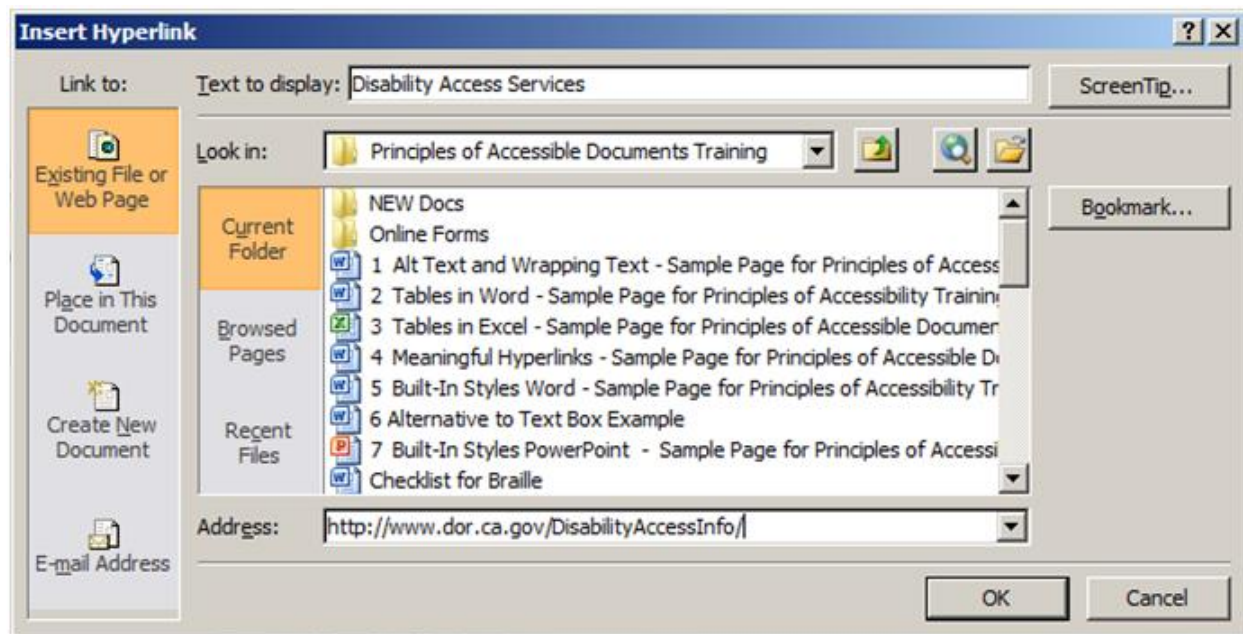 Insert Hyperlink
Link to:
Text to display: Disability Access Services
ScreenTip...
Existing File or
Web Page
Look in: Principles of Accessible Documents Training
Current
Folder
NEW Docs
Online Forms
1 Alt Text and Wrapping Text - Sample Page for Principles of Access
2 Tables in Word - Sample Page for Principles of Accessibility Training
3 Tables in Excel - Sample Page for Principles of Accessible Documen
4 Meaningful Hyperlinks - Sample Page for Principles of Accessible D
5 Built-In Styles Word - Sample Page for Principles of Accessibility Tr
6 Alternative to Text Box Example
7 Built-In Styles PowerPoint - Sample Page for Principles of Accessi
Checklist for Braille
Bookmark...
Place in This
Document
Browsed
Pages
Create New
Document
Recent
Files
E-mail Address
Address: http://www.dor.ca.gov/DisabilityAccessInfo/
OK
Cancel